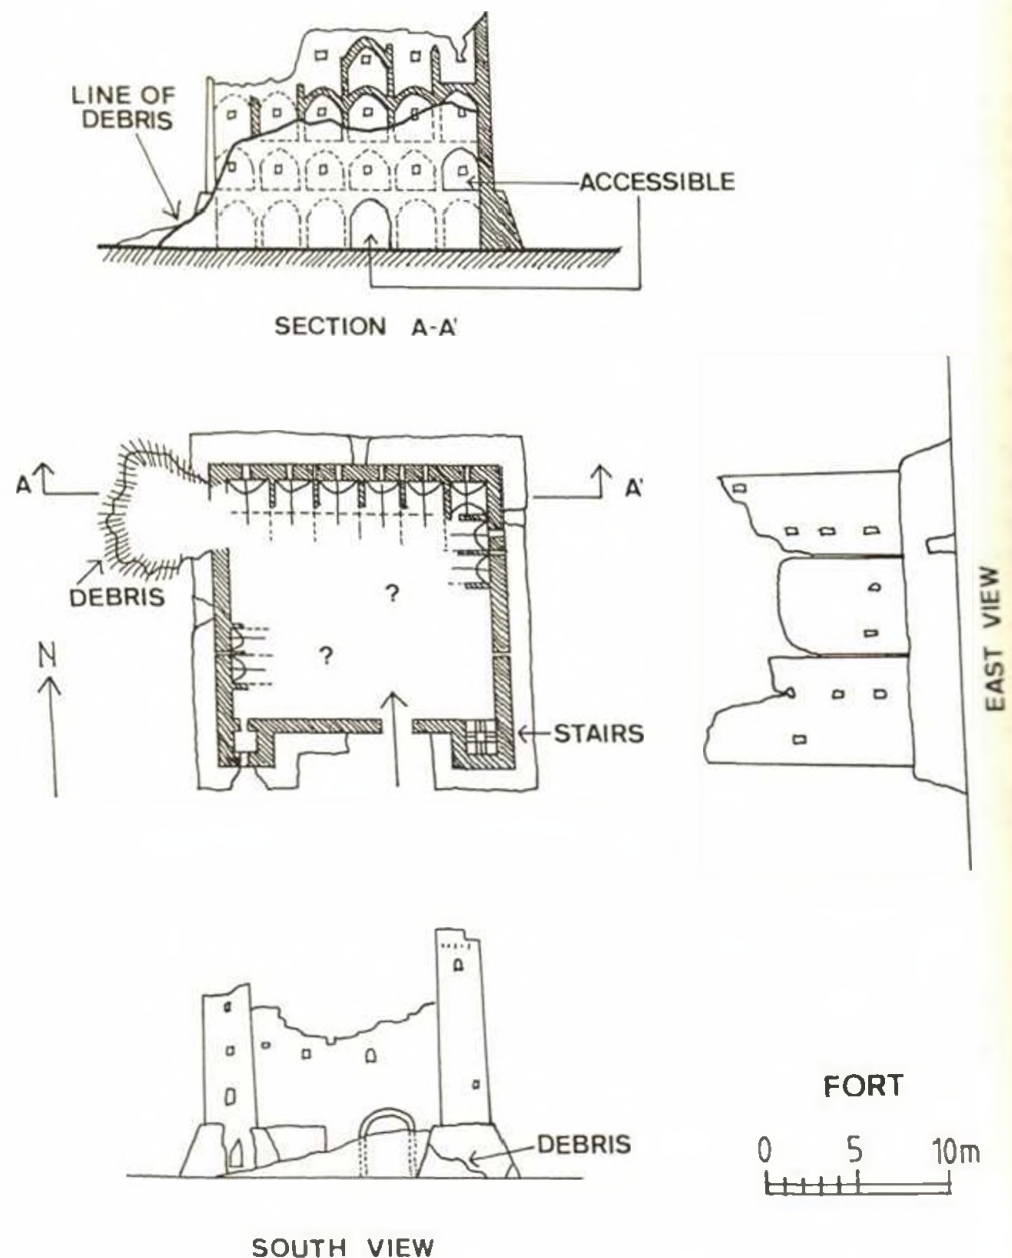 LINE OF
DEBRIS
ACCESSIBLE
SECTION A-A'
A
A'
DEBRIS
N
?
?
STAIRS
EAST VIEW
DEBRIS
FORT
0 5 10m
SOUTH VIEW